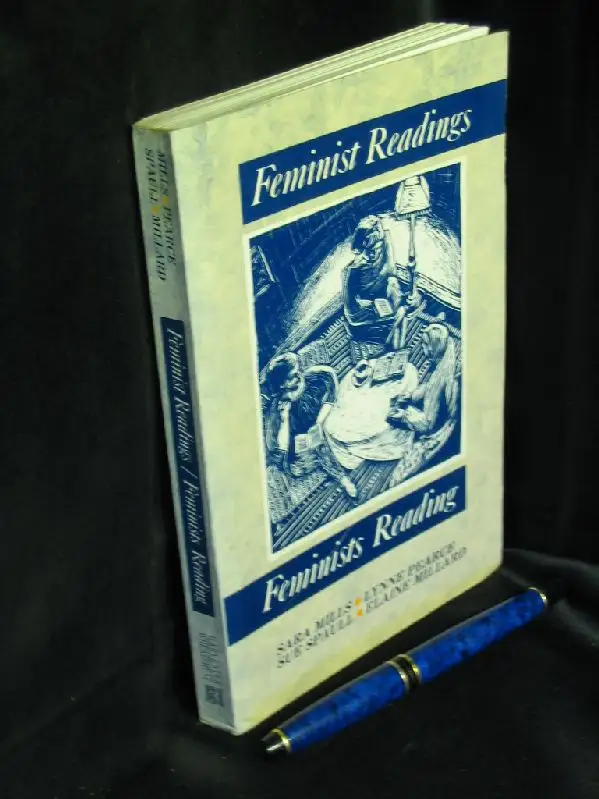 Feminist Readings
Feminists Reading
SARA MILLS • LYNNE PEARCE
SUE SPAULL • ELAINE MILLARD
MILLS • PEARCE
SPAULL • MILLARD
Feminist Readings / Feminists Reading